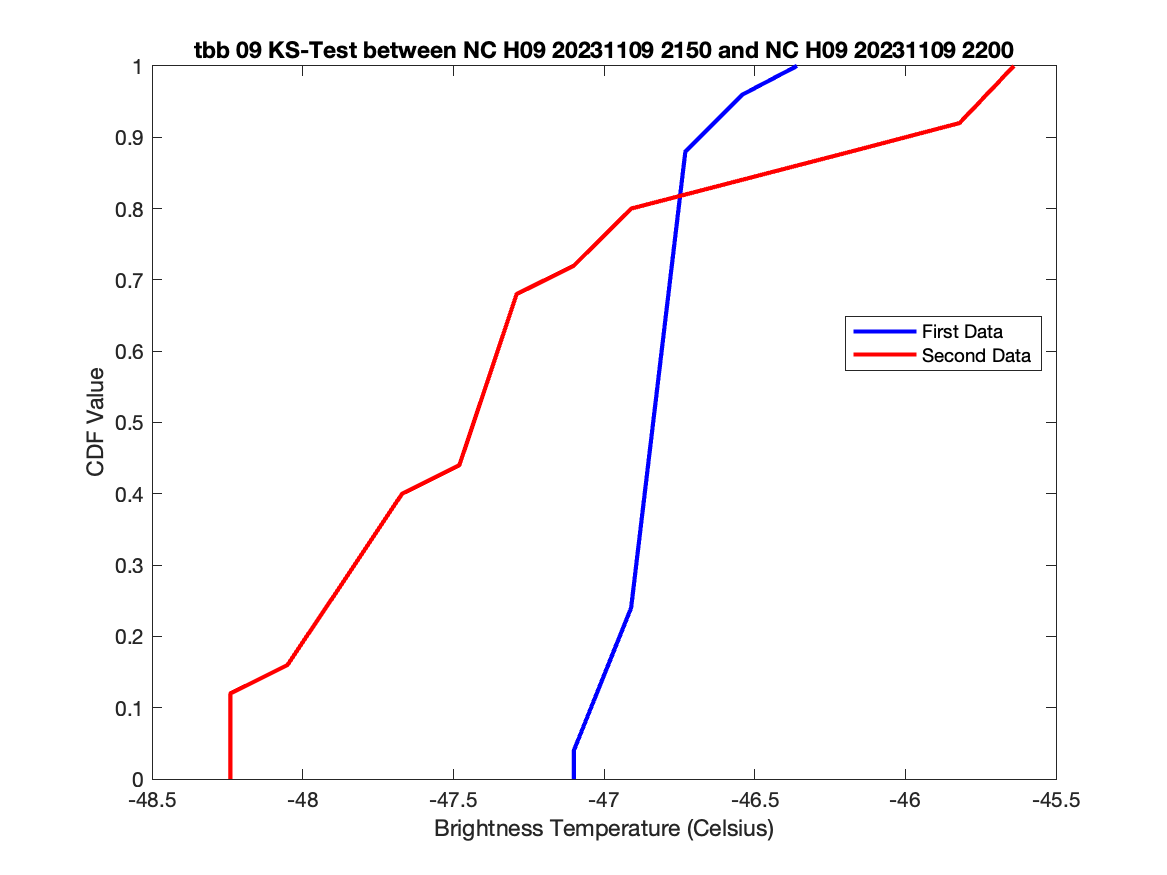 tbb 09 KS-Test between NC H09 20231109 2150 and NC H09 20231109 2200
1
0.9
0.8
0.7
0.6
0.5
0.4
0.3
0.2
0.1
0
CDF Value
First Data
Second Data
-48.5 -48 -47.5 -47 -46.5 -46 -45.5
Brightness Temperature (Celsius)